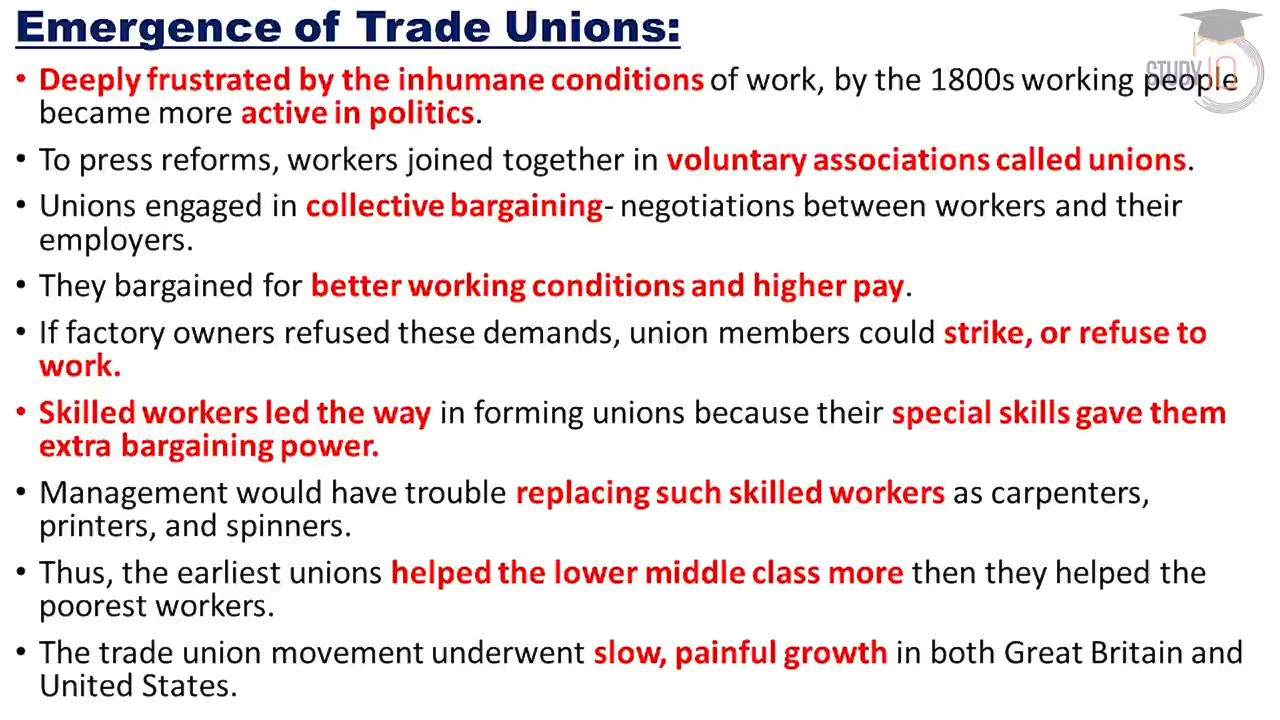 Emergence of Trade Unions:
• Deeply frustrated by the inhumane conditions of work, by the 1800s working people
became more active in politics.
• To press reforms, workers joined together in voluntary associations called unions.
• Unions engaged in collective bargaining- negotiations between workers and their
employers.
• They bargained for better working conditions and higher pay.
• If factory owners refused these demands, union members could strike, or refuse to
work.
• Skilled workers led the way in forming unions because their special skills gave them
extra bargaining power.
• Management would have trouble replacing such skilled workers as carpenters,
printers, and spinners.
• Thus, the earliest unions helped the lower middle class more then they helped the
poorest workers.
• The trade union movement underwent slow, painful growth in both Great Britain and
United States.
STUDY IQ